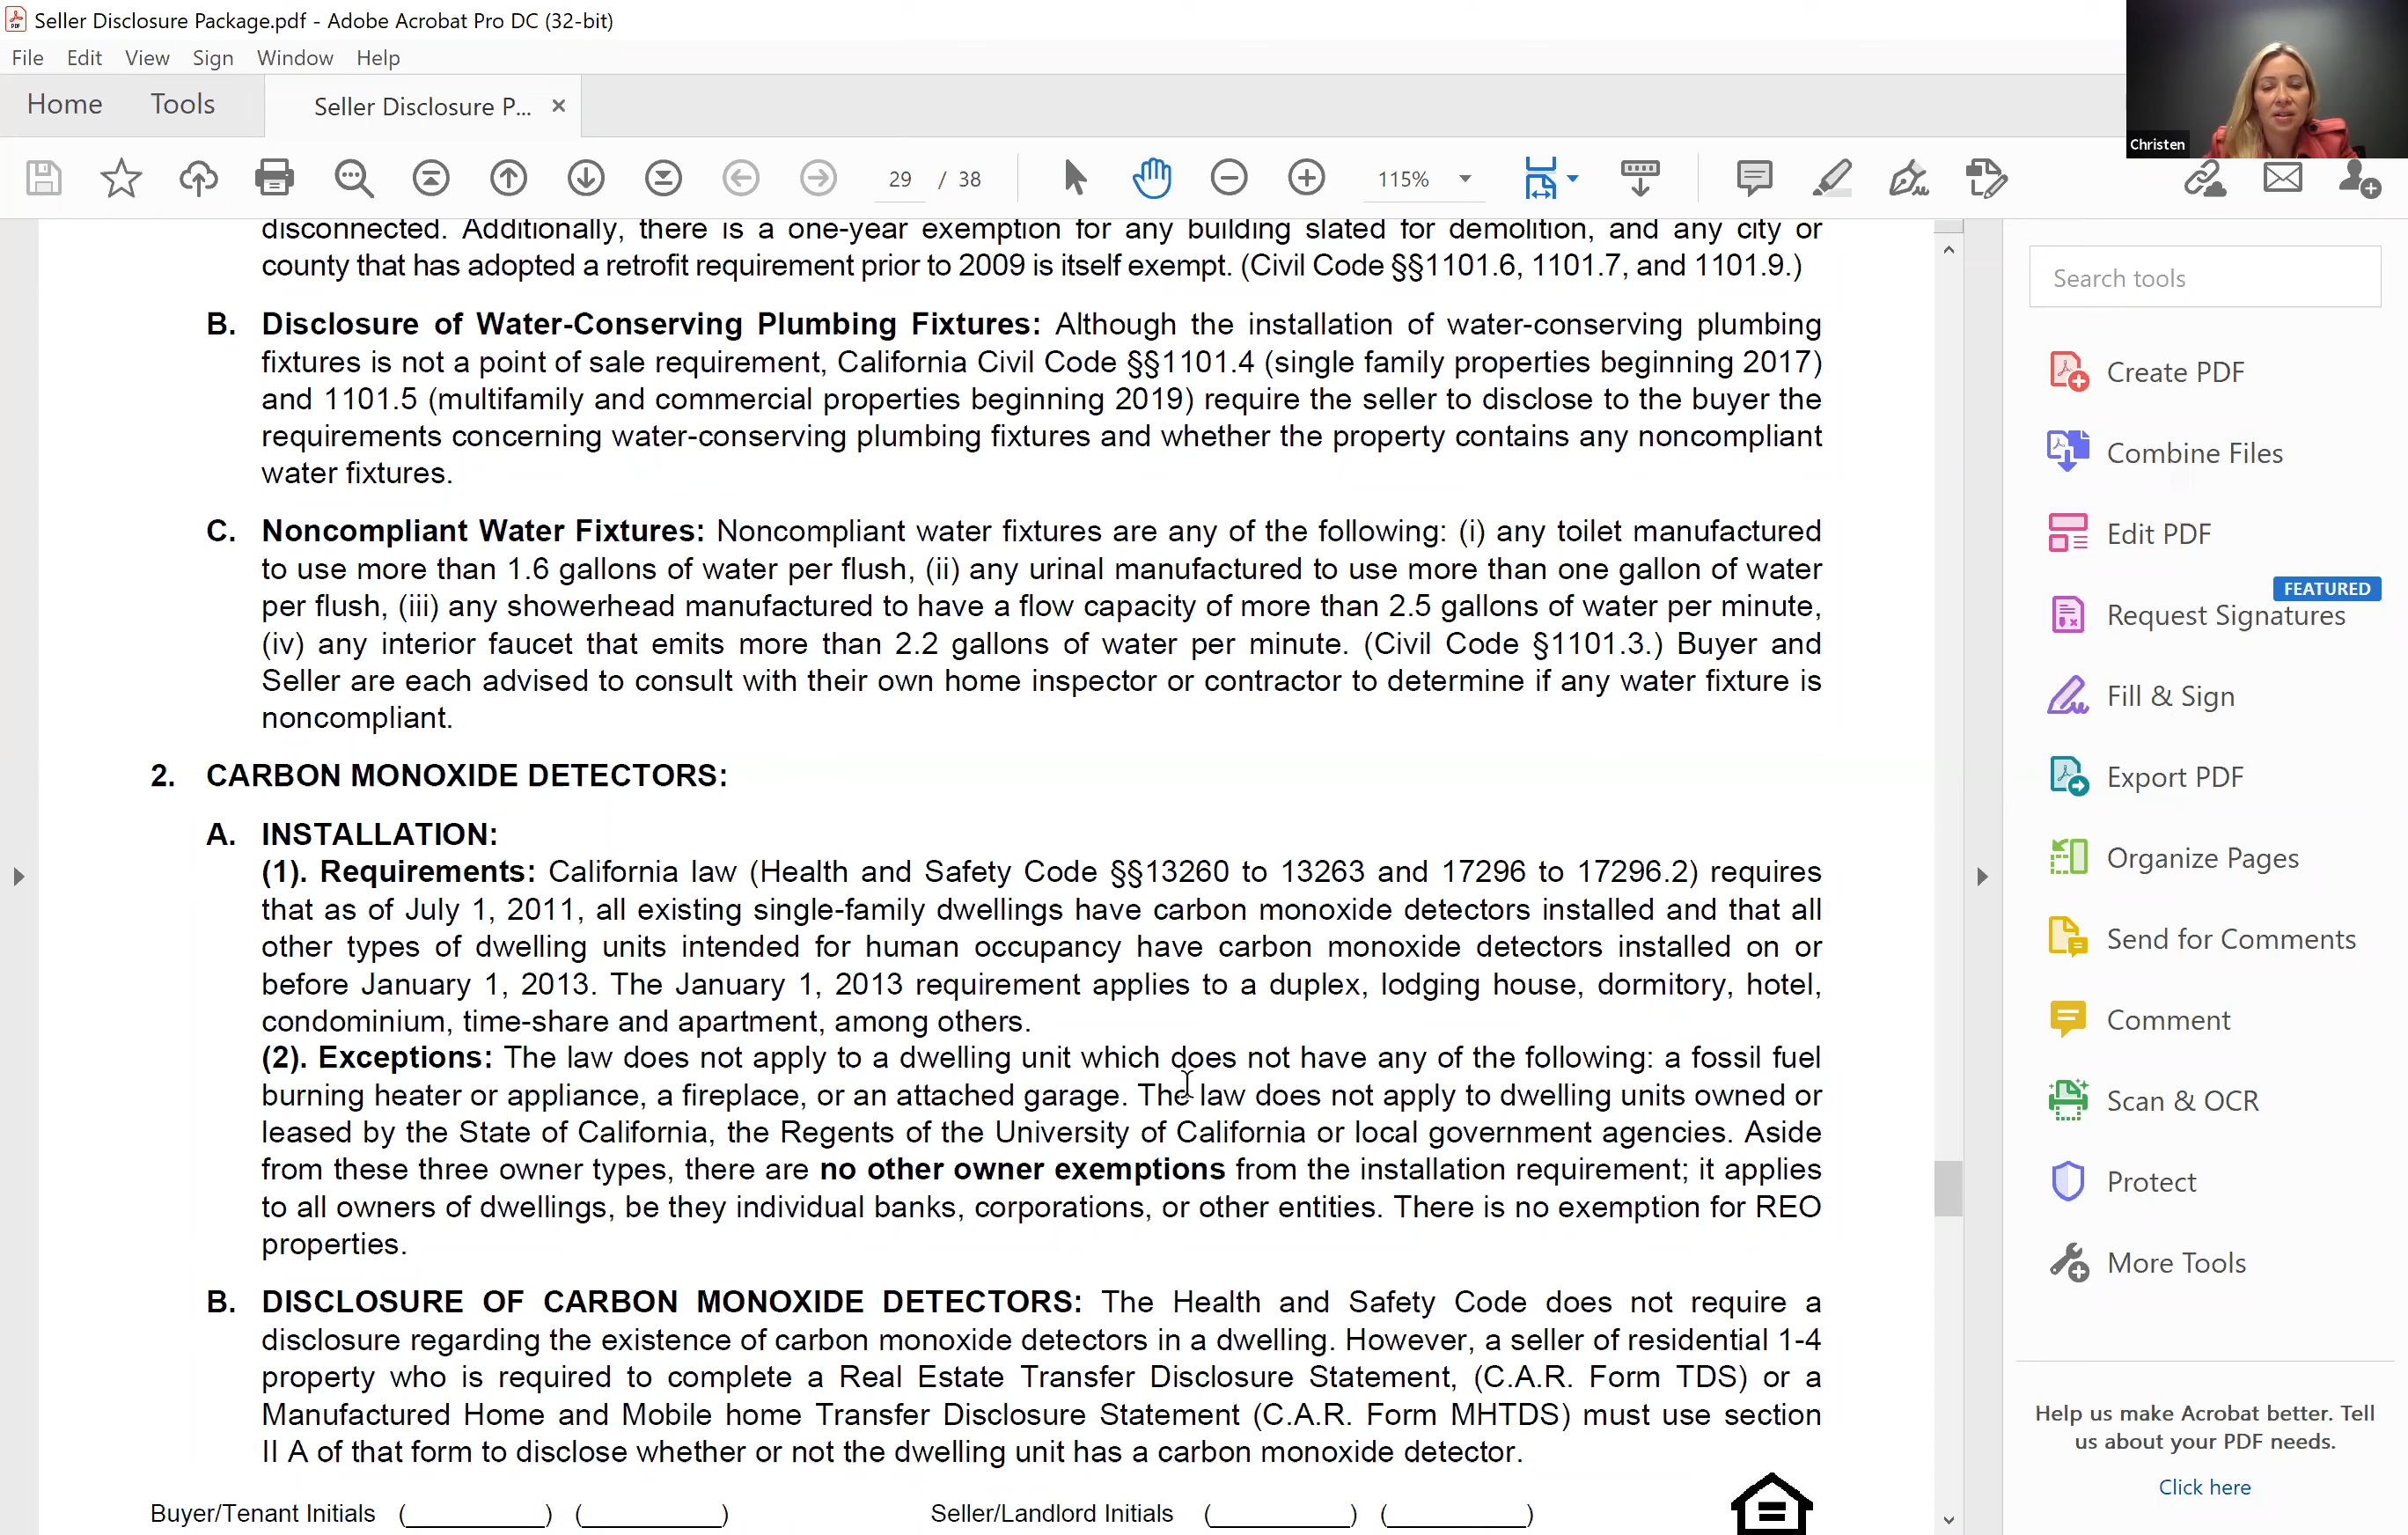 Seller Disclosure Package.pdf - Adobe Acrobat Pro DC (32-bit)
File Edit View Sign Window Help
Home Tools Seller Disclosure P... ×
29 / 38 115%
Christen
disconnected. Additionally, there is a one-year exemption for any building slated for demolition, and any city or
county that has adopted a retrofit requirement prior to 2009 is itself exempt. (Civil Code §§1101.6, 1101.7, and 1101.9.)
B. Disclosure of Water-Conserving Plumbing Fixtures: Although the installation of water-conserving plumbing
fixtures is not a point of sale requirement, California Civil Code §§1101.4 (single family properties beginning 2017)
and 1101.5 (multifamily and commercial properties beginning 2019) require the seller to disclose to the buyer the
requirements concerning water-conserving plumbing fixtures and whether the property contains any noncompliant
water fixtures.
C. Noncompliant Water Fixtures: Noncompliant water fixtures are any of the following: (i) any toilet manufactured
to use more than 1.6 gallons of water per flush, (ii) any urinal manufactured to use more than one gallon of water
per flush, (iii) any showerhead manufactured to have a flow capacity of more than 2.5 gallons of water per minute,
(iv) any interior faucet that emits more than 2.2 gallons of water per minute. (Civil Code §1101.3.) Buyer and
Seller are each advised to consult with their own home inspector or contractor to determine if any water fixture is
noncompliant.
2. CARBON MONOXIDE DETECTORS:
A. INSTALLATION:
(1). Requirements: California law (Health and Safety Code §§13260 to 13263 and 17296 to 17296.2) requires
that as of July 1, 2011, all existing single-family dwellings have carbon monoxide detectors installed and that all
other types of dwelling units intended for human occupancy have carbon monoxide detectors installed on or
before January 1, 2013. The January 1, 2013 requirement applies to a duplex, lodging house, dormitory, hotel,
condominium, time-share and apartment, among others.
(2). Exceptions: The law does not apply to a dwelling unit which does not have any of the following: a fossil fuel
burning heater or appliance, a fireplace, or an attached garage. The law does not apply to dwelling units owned or
leased by the State of California, the Regents of the University of California or local government agencies. Aside
from these three owner types, there are no other owner exemptions from the installation requirement; it applies
to all owners of dwellings, be they individual banks, corporations, or other entities. There is no exemption for REO
properties.
B. DISCLOSURE OF CARBON MONOXIDE DETECTORS: The Health and Safety Code does not require a
disclosure regarding the existence of carbon monoxide detectors in a dwelling. However, a seller of residential 1-4
property who is required to complete a Real Estate Transfer Disclosure Statement, (C.A.R. Form TDS) or a
Manufactured Home and Mobile home Transfer Disclosure Statement (C.A.R. Form MHTDS) must use section
II A of that form to disclose whether or not the dwelling unit has a carbon monoxide detector.
Buyer/Tenant Initials (__________) (__________) Seller/Landlord Initials (__________) (__________)
Search tools
Create PDF
Combine Files
Edit PDF
FEATURED
Request Signatures
Fill & Sign
Export PDF
Organize Pages
Send for Comments
Comment
Scan & OCR
Protect
More Tools
Help us make Acrobat better. Tell
us about your PDF needs.
Click here